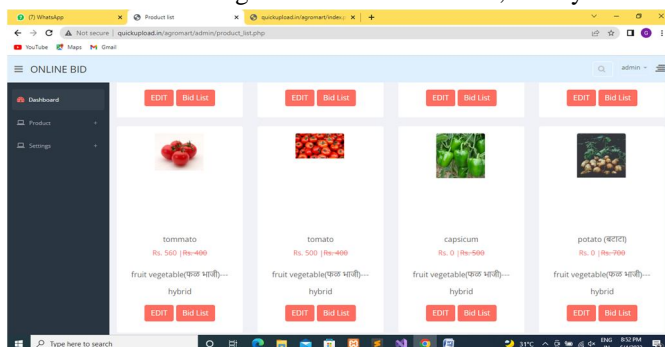 (7) WhatsApp
Product list
quickupload.in/agromart/index.p
Not secure | quickupload.in/agromart/admin/product_list.php
YouTube Maps Gmail
ONLINE BID
admin
Dashboard
Product +
Settings +
EDIT Bid List EDIT Bid List EDIT Bid List EDIT Bid List
tommato tomato capsicum potato (बटाटा)
Rs. 560 |Rs. 400 Rs. 500 |Rs. 400 Rs. 0 |Rs. 500 Rs. 0 |Rs. 700
fruit vegetable(फळ भाजी)--- fruit vegetable(फळ भाजी)--- fruit vegetable(फळ भाजी)--- fruit vegetable(फळ भाजी)---
hybrid hybrid hybrid hybrid
EDIT Bid List EDIT Bid List EDIT Bid List EDIT Bid List
Type here to search
31°C
ENG 8:52 PM